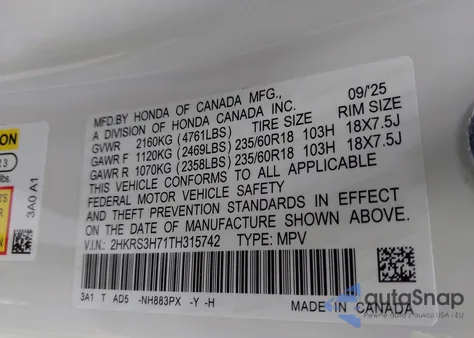 MFD.BY HONDA OF CANADA MFG., 09/'25
A DIVISION OF HONDA CANADA INC.
GVWR 2160KG (4761LBS) TIRE SIZE RIM SIZE
GAWR F 1120KG (2469LBS) 235/60R18 103H 18X7.5J
GAWR R 1070KG (2358LBS) 235/60R18 103H 18X7.5J
THIS VEHICLE CONFORMS TO ALL APPLICABLE
FEDERAL MOTOR VEHICLE SAFETY
AND THEFT PREVENTION STANDARDS IN EFFECT
ON THE DATE OF MANUFACTURE SHOWN ABOVE.
V.I.N.: 2HKRS3H71TH315742 TYPE: MPV
3A1 T AD5 -NH883PX -Y -H
MADE IN CANADA
3A0 A1
autoSnap